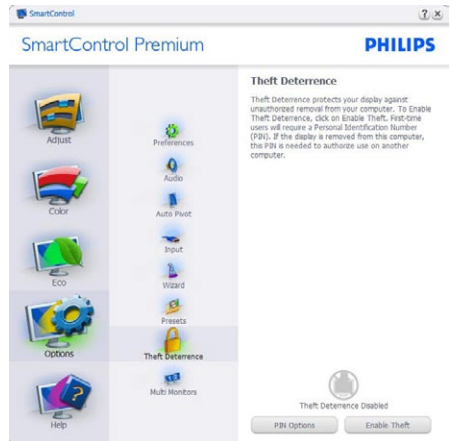 SmartControl
SmartControl Premium
PHILIPS
Adjust
Color
Eco
Options
Help
Preferences
Audio
Auto Pivot
Input
Wizard
Presets
Theft Deterrence
Multi Monitors
Theft Deterrence
Theft Deterrence protects your display against
unauthorized removal from your computer. To Enable
Theft Deterrence, click on Enable Theft. First-time
users will require a Personal Identification Number
(PIN). If the display is removed from this computer,
this PIN is needed to authorize use on another
computer.
Theft Deterrence Disabled
PIN Options
Enable Theft